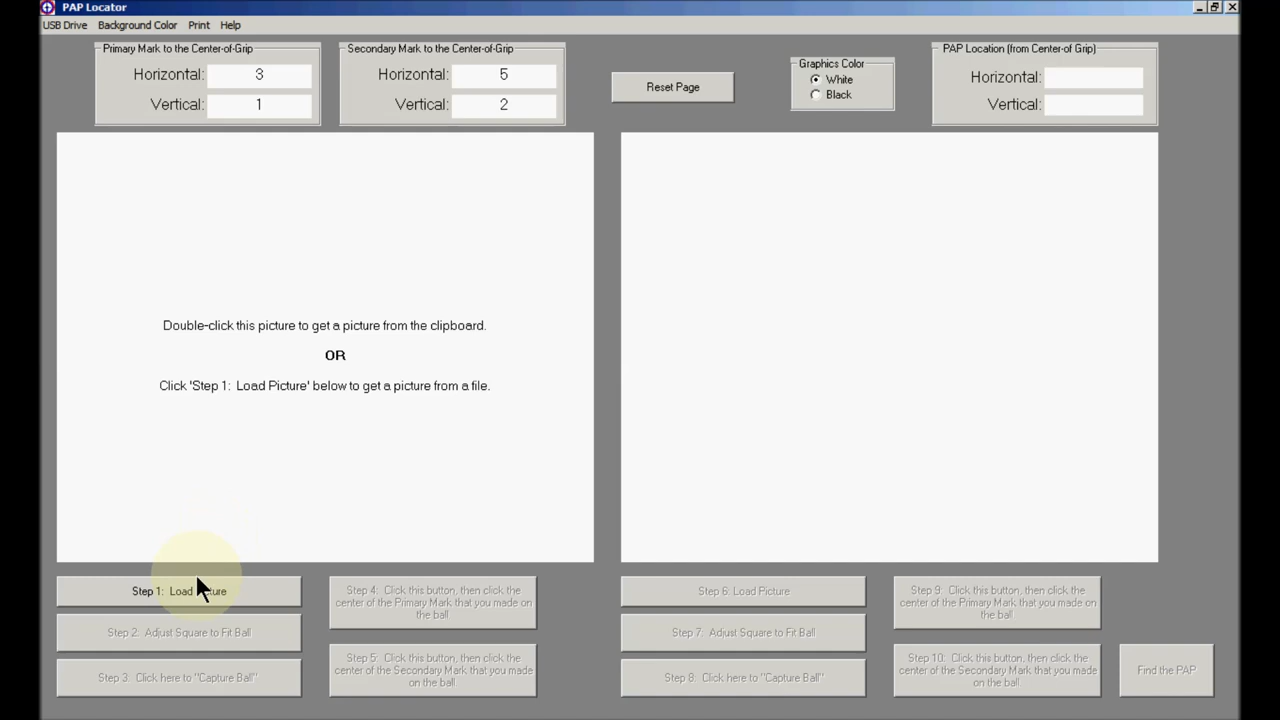 PAP Locator
USB Drive Background Color Print Help
Primary Mark to the Center-of-Grip
Horizontal: 3
Vertical: 1
Secondary Mark to the Center-of-Grip
Horizontal: 5
Vertical: 2
Reset Page
Graphics Color
White
Black
PAP Location (from Center-of Grip)
Horizontal:
Vertical:
Double-click this picture to get a picture from the clipboard.
OR
Click 'Step 1: Load Picture' below to get a picture from a file.
Step 1: Load Picture
Step 2: Adjust Square to Fit Ball
Step 3: Click here to "Capture Ball"
Step 4: Click this button, then click the
center of the Primary Mark that you made on
the ball
Step 5: Click this button, then click the
center of the Secondary Mark that you made
on the ball
Step 6: Load Picture
Step 7: Adjust Square to Fit Ball
Step 8: Click here to "Capture Ball"
Step 9: Click this button, then click the
center of the Primary Mark that you made on
the ball
Step 10: Click this button, then click the
center of the Secondary Mark that you made
on the ball
Find the PAP